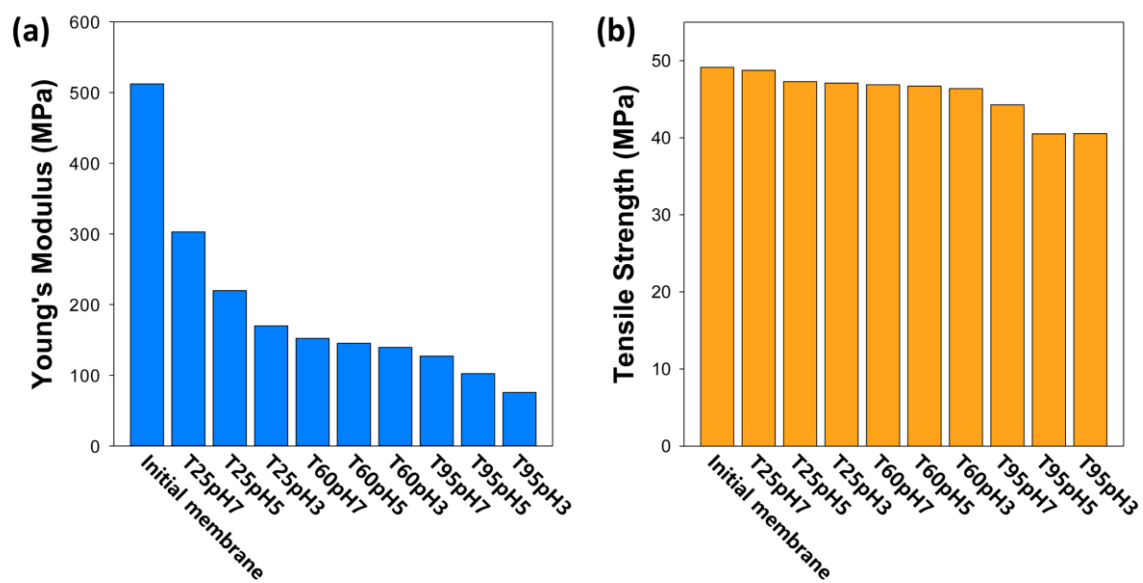 (a)
Young's Modulus (MPa)
600
500
400
300
200
100
0
Initial membrane
T25pH7
T25pH5
T25pH3
T60pH7
T60pH5
T60pH3
T95pH7
T95pH5
T95pH3
(b)
Tensile Strength (MPa)
50
40
30
20
10
0
Initial membrane
T25pH7
T25pH5
T25pH3
T60pH7
T60pH5
T60pH3
T95pH7
T95pH5
T95pH3